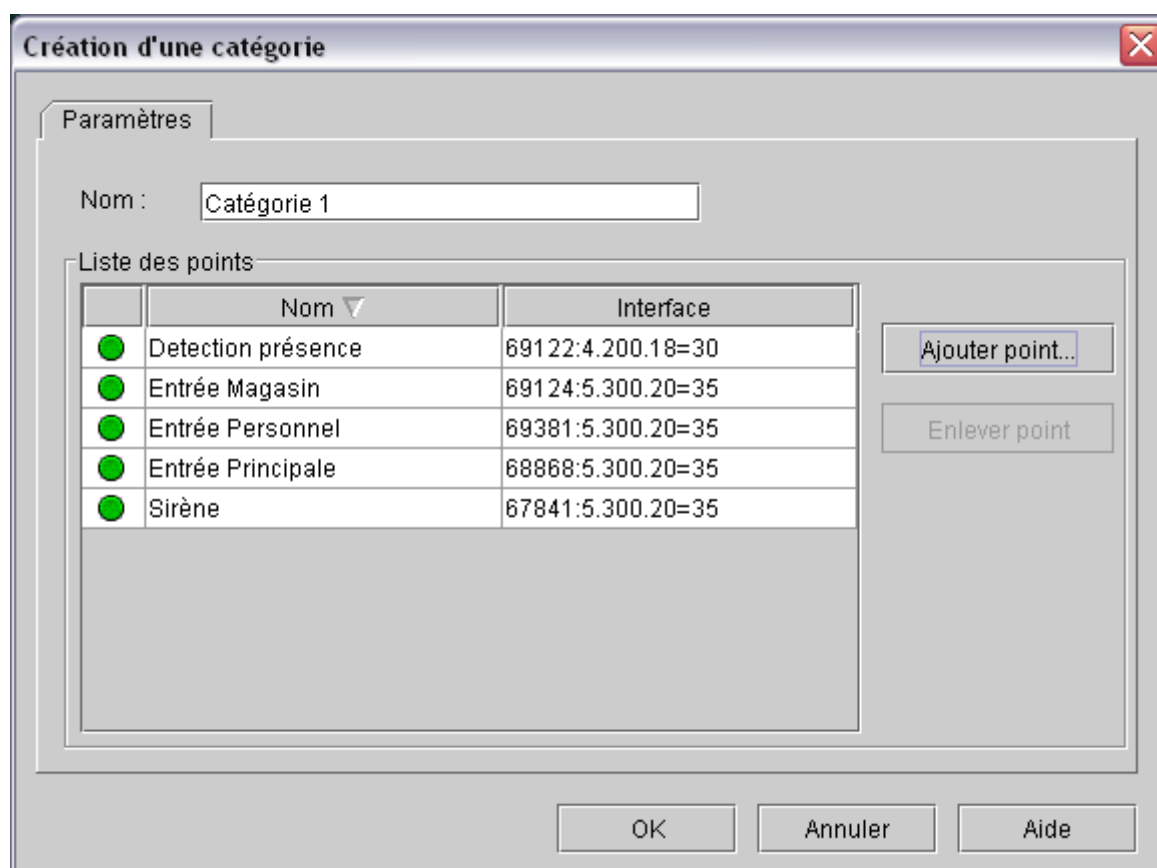 Création d'une catégorie
Paramètres
Nom : Catégorie 1
Liste des points
Nom Interface
Detection présence 69122:4.200.18=30
Entrée Magasin 69124:5.300.20=35
Entrée Personnel 69381:5.300.20=35
Entrée Principale 68868:5.300.20=35
Sirène 67841:5.300.20=35
Ajouter point...
Enlever point
OK Annuler Aide